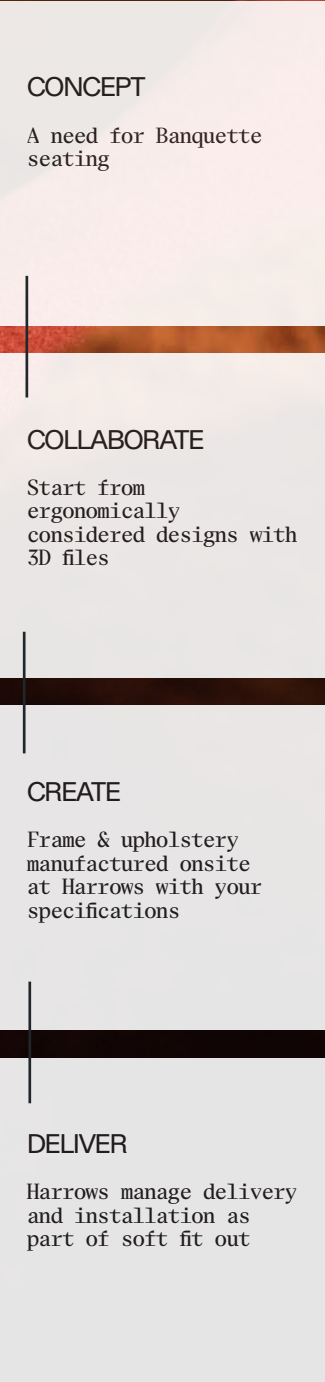 CONCEPT
A need for Banquette
seating
COLLABORATE
Start from
ergonomically
considered designs with
3D files
CREATE
Frame & upholstery
manufactured onsite
at Harrows with your
specifications
DELIVER
Harrows manage delivery
and installation as
part of soft fit out